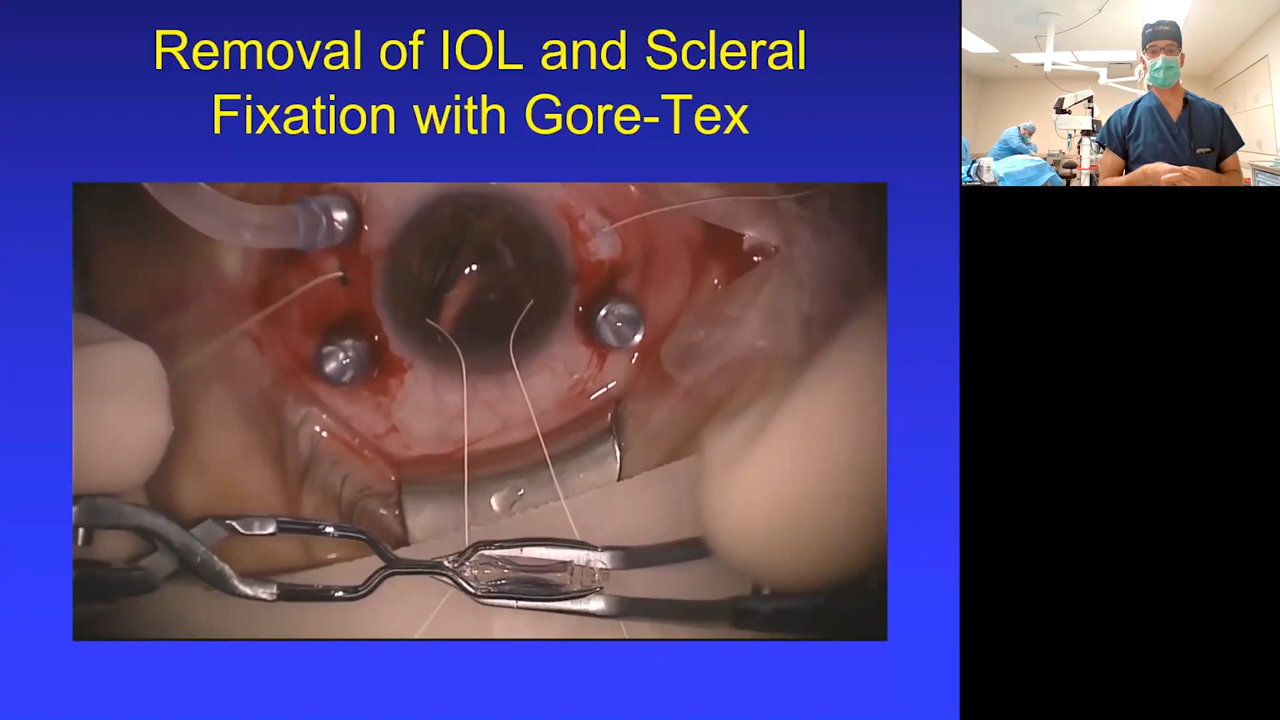 Removal of IOL and Scleral
Fixation with Gore-Tex